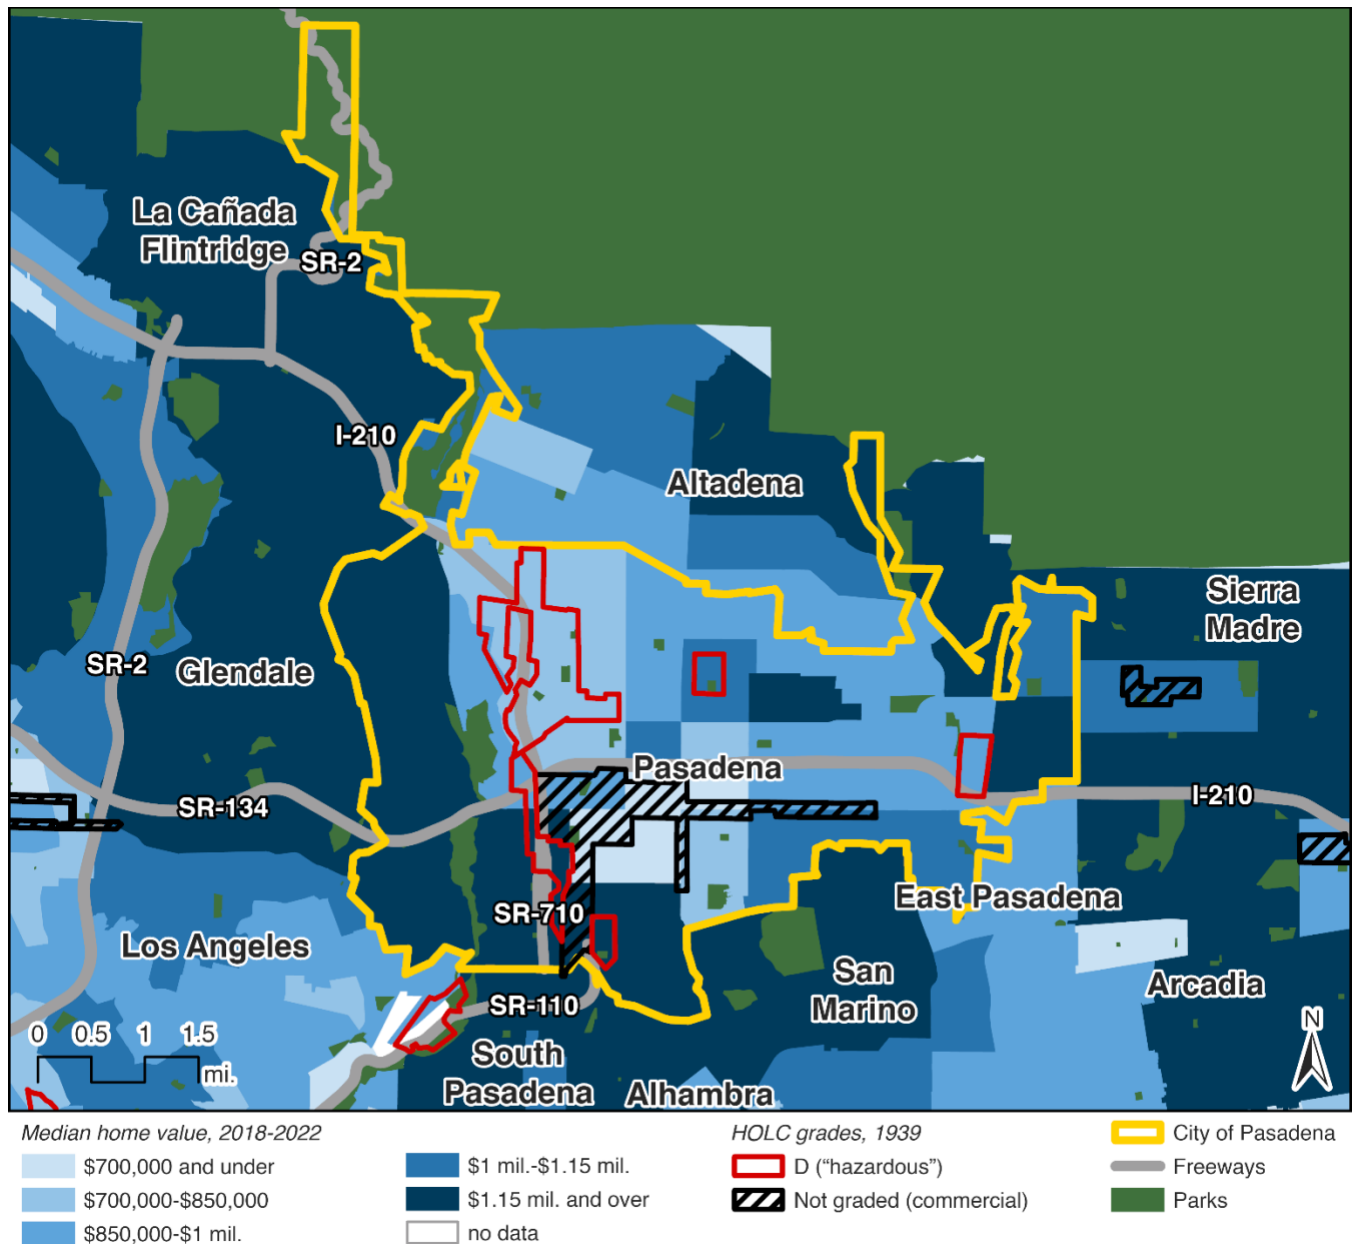 La Cañada
Flintridge
SR-2
I-210
Altadena
Sierra
Madre
SR-2
Glendale
Pasadena
I-210
SR-134
East Pasadena
SR-710
Los Angeles
San
Marino
Arcadia
SR-110
N
0 0.5 1 1.5
mi.
South
Pasadena
Alhambra
Median home value, 2018-2022
$700,000 and under
$700,000-$850,000
$850,000-$1 mil.
$1 mil.-$1.15 mil.
$1.15 mil. and over
no data
HOLC grades, 1939
D (“hazardous”)
Not graded (commercial)
City of Pasadena
Freeways
Parks